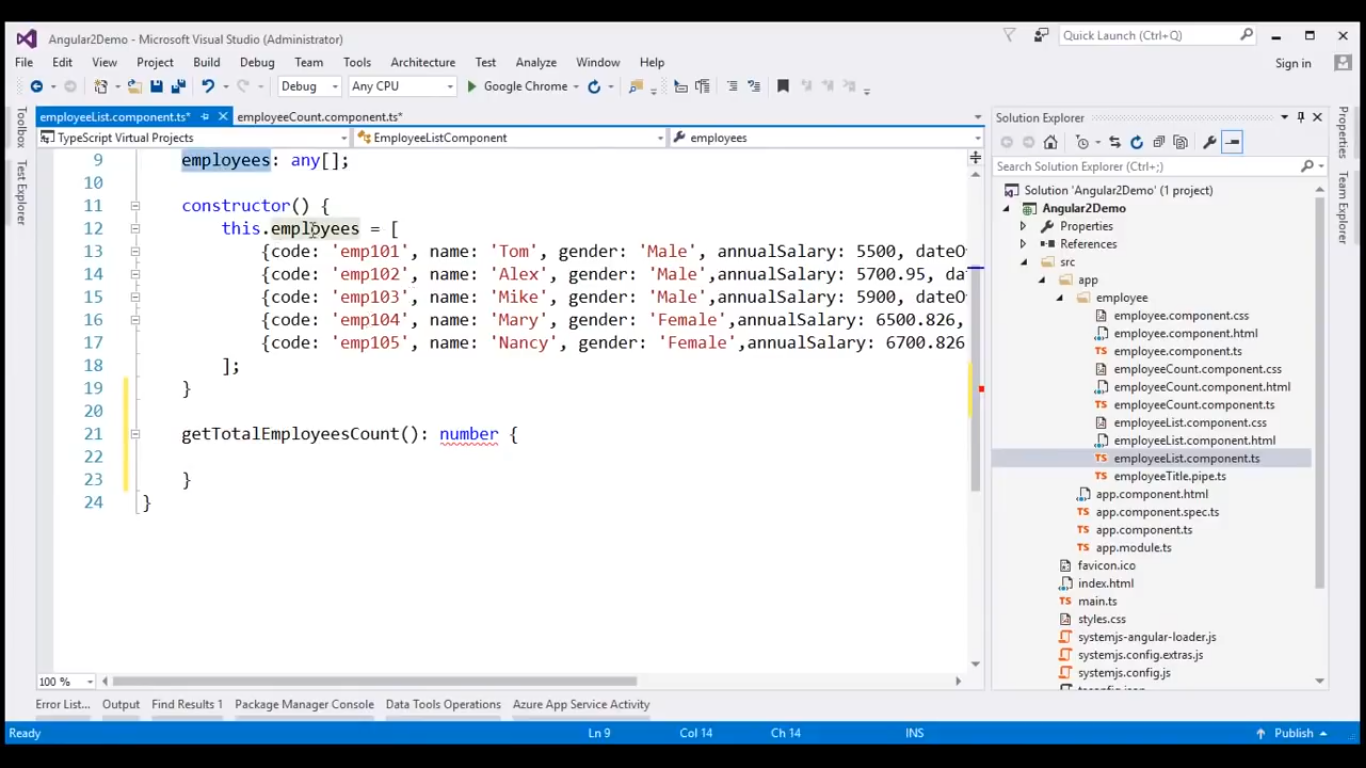 Angular2Demo - Microsoft Visual Studio (Administrator)
Quick Launch (Ctrl+Q)
File Edit View Project Build Debug Team Tools Architecture Test Analyze Window Help
Sign in
Debug Any CPU Google Chrome
employeeList.component.ts* employeeCount.component.ts*
TypeScript Virtual Projects EmployeeListComponent employees
Toolbox
Test Explorer
9 employees: any[];
10
11 constructor() {
12 this.employees = [
13 {code: 'emp101', name: 'Tom', gender: 'Male', annualSalary: 5500, dateO
14 {code: 'emp102', name: 'Alex', gender: 'Male',annualSalary: 5700.95, da
15 {code: 'emp103', name: 'Mike', gender: 'Male',annualSalary: 5900, dateO
16 {code: 'emp104', name: 'Mary', gender: 'Female',annualSalary: 6500.826,
17 {code: 'emp105', name: 'Nancy', gender: 'Female',annualSalary: 6700.826
18 ];
19 }
20
21 getTotalEmployeesCount(): number {
22
23 }
24 }
100 %
Solution Explorer
Search Solution Explorer (Ctrl+;)
Solution 'Angular2Demo' (1 project)
Angular2Demo
Properties
References
src
app
employee
employee.component.css
employee.component.html
TS employee.component.ts
employeeCount.component.css
employeeCount.component.html
TS employeeCount.component.ts
employeeList.component.css
employeeList.component.html
TS employeeList.component.ts
TS employeeTitle.pipe.ts
app.component.html
TS app.component.spec.ts
TS app.component.ts
TS app.module.ts
favicon.ico
index.html
TS main.ts
styles.css
systemjs-angular-loader.js
systemjs.config.extras.js
systemjs.config.js
Properties
Team Explorer
Error List... Output Find Results 1 Package Manager Console Data Tools Operations Azure App Service Activity
Ready Ln 9 Col 14 Ch 14 INS Publish